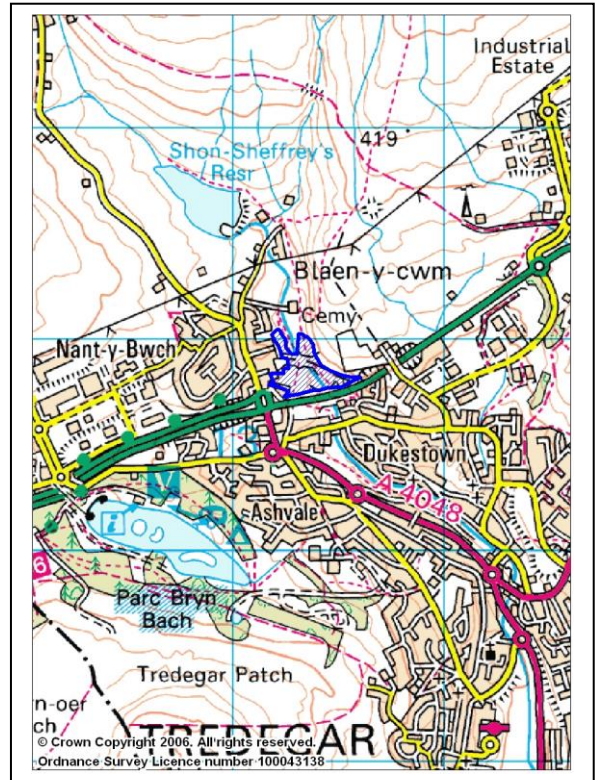 Industrial
Estate
419
Shon-Sheffrey's
Resr
Blaen-y-cwm
Cemy
Nant-y-Bwch
Dukestown
V
A 4048
i
Ashvale
6
Parc Bryn
Bach
Tredegar Patch
n-oer
ch
TREDEGAR
© Crown Copyright 2006. All rights reserved.
Ordnance Survey Licence number 100043138